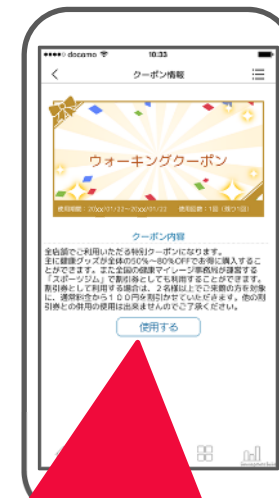 docomo 10:33
クーポン情報
ウォーキングクーポン
使用期間：20xx/01/22～20xx/01/22 使用回数：1回（残り1回）
クーポン内容
全店舗でご利用いただる特別クーポンになります。
主に健康グッズが全体の50％～80％OFFでお得に購入するこ
とができます。また全国の健康マイレージ事務局が運営する
「スポーツジム」で割引券としても利用することができます。
割引券として利用する場合は、2名様以上でご来館の方を対象
に、通常料金から１００円を割引かせていただきます。他の割
引券との併用の使用は出来ませんのでご了承ください。
使用する